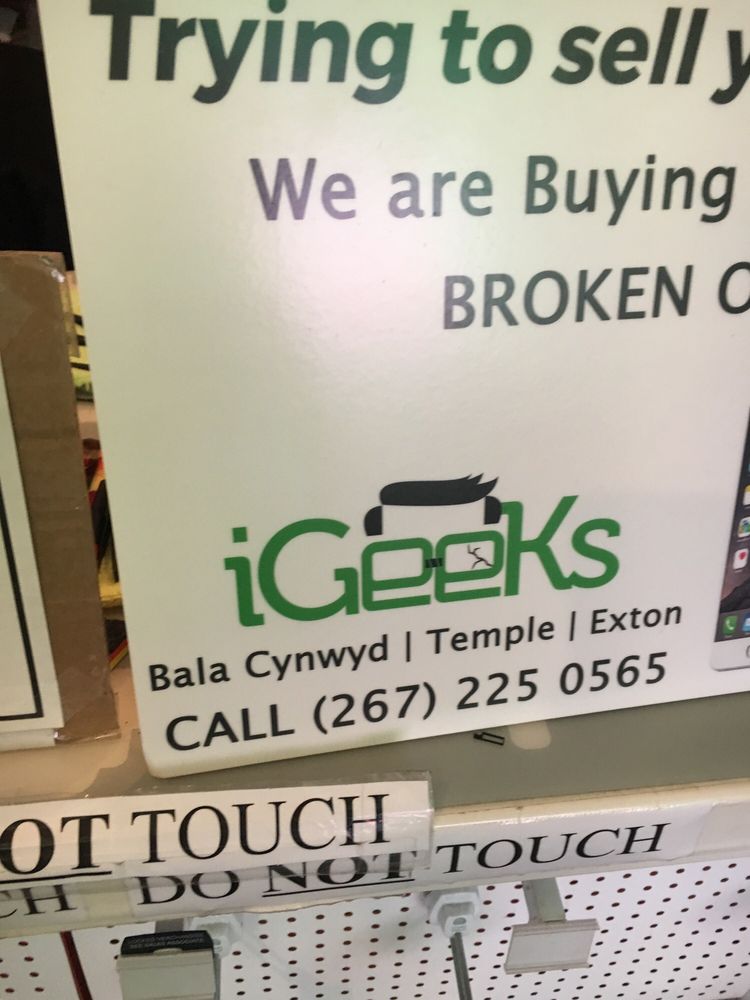 Trying to sell y
We are Buying
BROKEN O
iGeeKs
Bala Cynwyd | Temple | Exton
CALL (267) 225 0565
OT TOUCH
CH DO NOT TOUCH